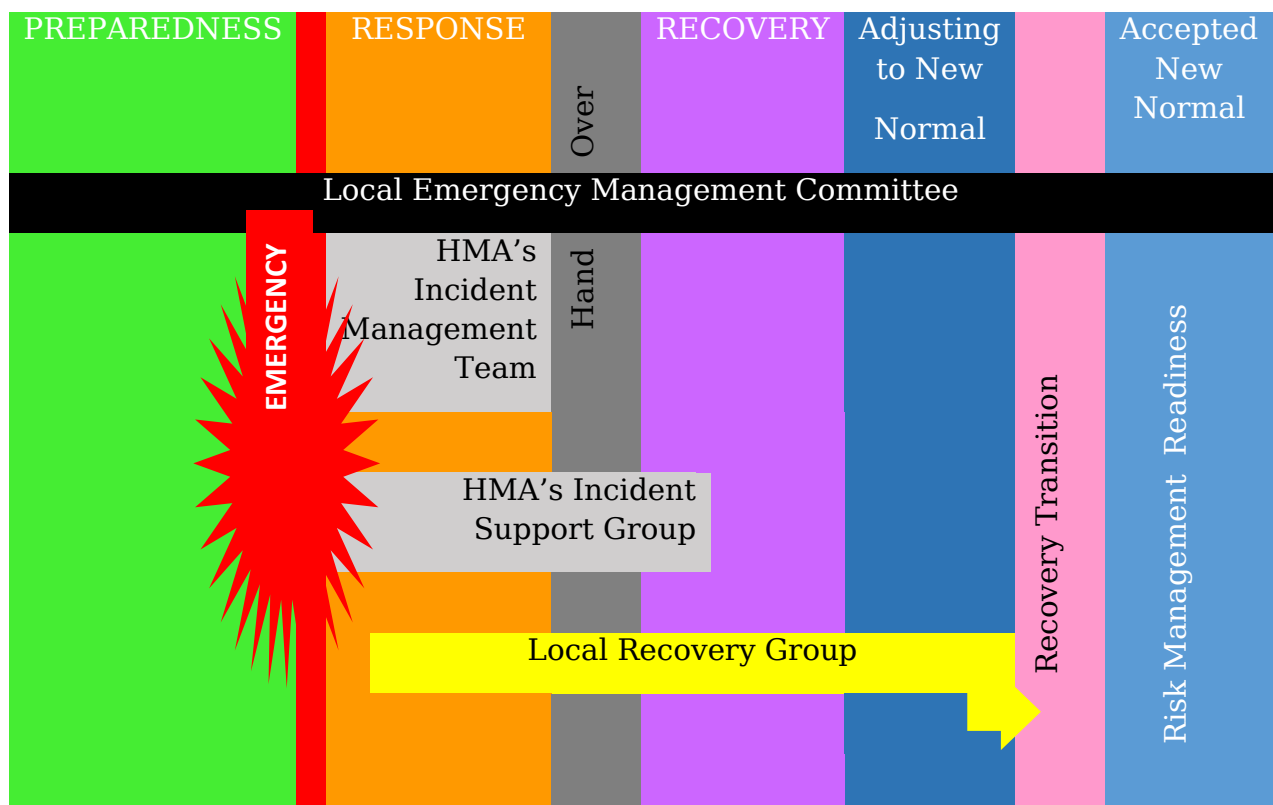 PREPAREDNESS
RESPONSE
Hand Over
RECOVERY
Adjusting
to New
Normal
Accepted
New
Normal
Local Emergency Management Committee
EMERGENCY
HMA’s
Incident
Management
Team
HMA’s Incident
Support Group
Local Recovery Group
Recovery Transition
Risk Management Readiness